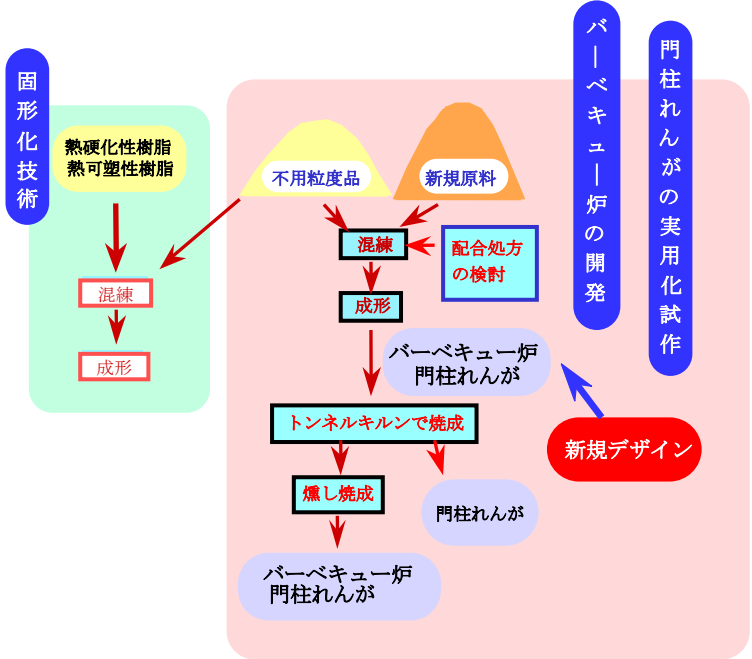 固形化技術
熱硬化性樹脂
熱可塑性樹脂
混練
成形
バーベキュー炉の開発
門柱れんがの実用化試作
不用粒度品
新規原料
混練
配合処方
の検討
成形
バーベキュー炉
門柱れんが
トンネルキルンで焼成
新規デザイン
燻し焼成
門柱れんが
バーベキュー炉
門柱れんが